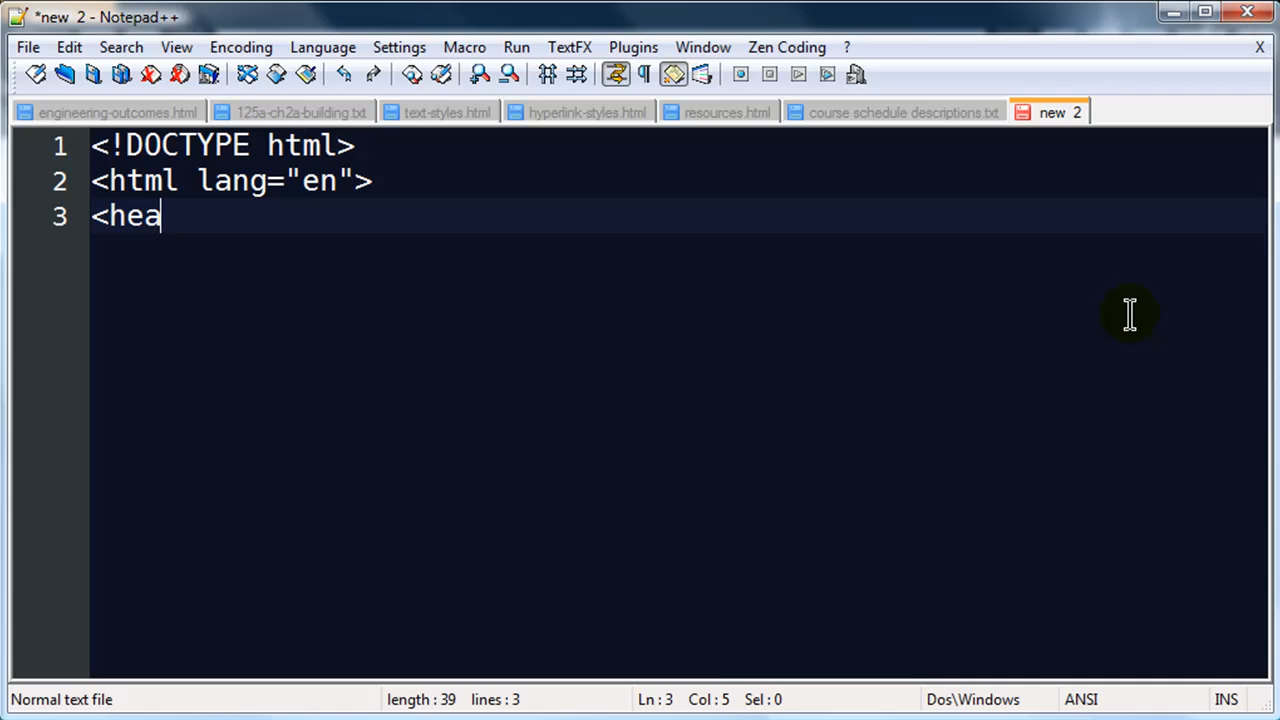 *new  2 - Notepad++
File Edit Search View Encoding Language Settings Macro Run TextFX Plugins Window Zen Coding ? X
engineering-outcomes.html 125a-ch2a-building.txt text-styles.html hyperlink-styles.html resources.html course schedule descriptions.txt new  2
1 <!DOCTYPE html>
2 <html lang="en">
3 <hea
Normal text file length : 39 lines : 3 Ln : 3 Col : 5 Sel : 0 Dos\Windows ANSI INS